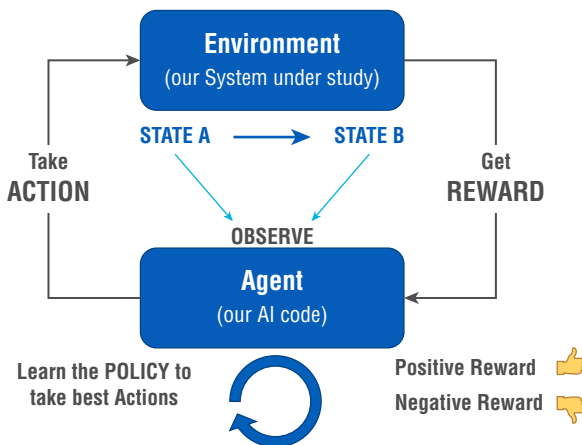 Environment
(our System under study)
STATE A
STATE B
Take
ACTION
Get
REWARD
OBSERVE
Agent
(our AI code)
Learn the POLICY to
take best Actions
Positive Reward
Negative Reward